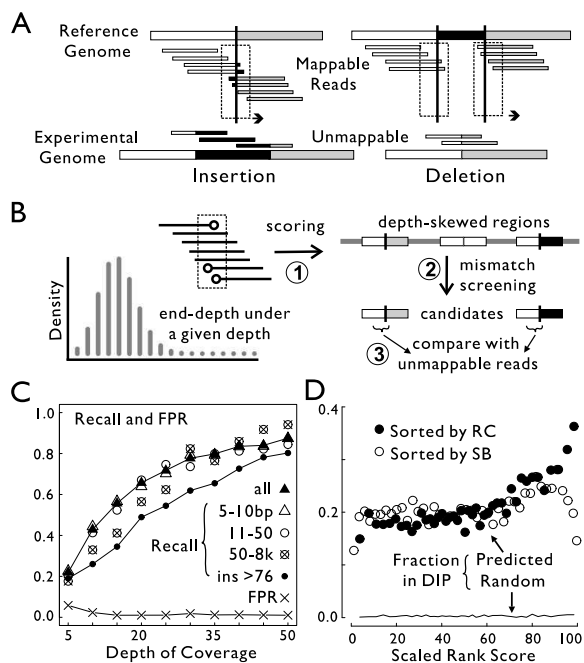 A
Reference
Genome
Mappable
Reads
Experimental
Genome
Unmappable
Insertion
Deletion
B
Density
end-depth under
a given depth
scoring
1
depth-skewed regions
2
mismatch
screening
candidates
3
compare with
unmappable reads
C
Recall and FPR
1.0
0.8
0.6
0.4
0.2
0.0
all
5-10bp
11-50
50-8k
ins >76
FPR
Recall
5
20
35
50
Depth of Coverage
D
0.4
0.2
0.0
Sorted by RC
Sorted by SB
Fraction
in DIP
Predicted
Random
0
20
40
60
80
100
Scaled Rank Score